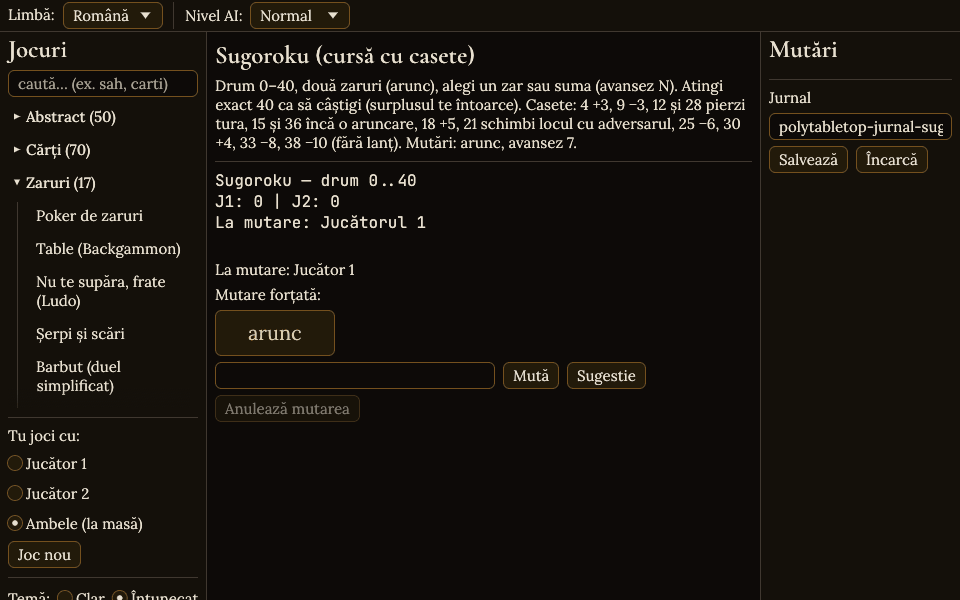 Limbă: Română ▼ Nivel AI: Normal ▼
Jocuri
caută... (ex. sah, carti)
▸ Abstract (50)
▸ Cărți (70)
▾ Zaruri (17)
Poker de zaruri
Table (Backgammon)
Nu te supăra, frate
(Ludo)
Șerpi și scări
Barbut (duel
simplificat)
Tu joci cu:
Jucător 1
Jucător 2
Ambele (la masă)
Joc nou
Temă: Clar Întunecat
Sugoroku (cursă cu casete)
Drum 0–40, două zaruri (arunc), alegi un zar sau suma (avansez N). Atingi
exact 40 ca să câștigi (surplusul te întoarce). Casete: 4 +3, 9 −3, 12 și 28 pierzi
tura, 15 și 36 încă o aruncare, 18 +5, 21 schimbi locul cu adversarul, 25 −6, 30
+4, 33 −8, 38 −10 (fără lanț). Mutări: arunc, avansez 7.
Sugoroku — drum 0..40
J1: 0 | J2: 0
La mutare: Jucătorul 1
La mutare: Jucător 1
Mutare forțată:
arunc
Mută Sugestie
Anulează mutarea
Mutări
Jurnal
polytabletop-jurnal-sug
Salvează Încarcă